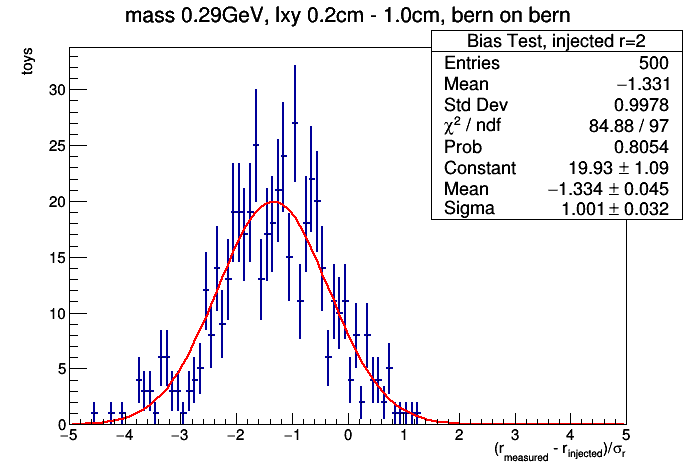 mass 0.29GeV, lxy 0.2cm - 1.0cm, bern on bern
toys
Bias Test, injected r=2
Entries 500
Mean −1.331
Std Dev 0.9978
χ² / ndf 84.88 / 97
Prob 0.8054
Constant 19.93 ± 1.09
Mean −1.334 ± 0.045
Sigma 1.001 ± 0.032
30
25
20
15
10
5
0
−5 −4 −3 −2 −1 0 1 2 3 4 5
(r_measured - r_injected)/σ_r